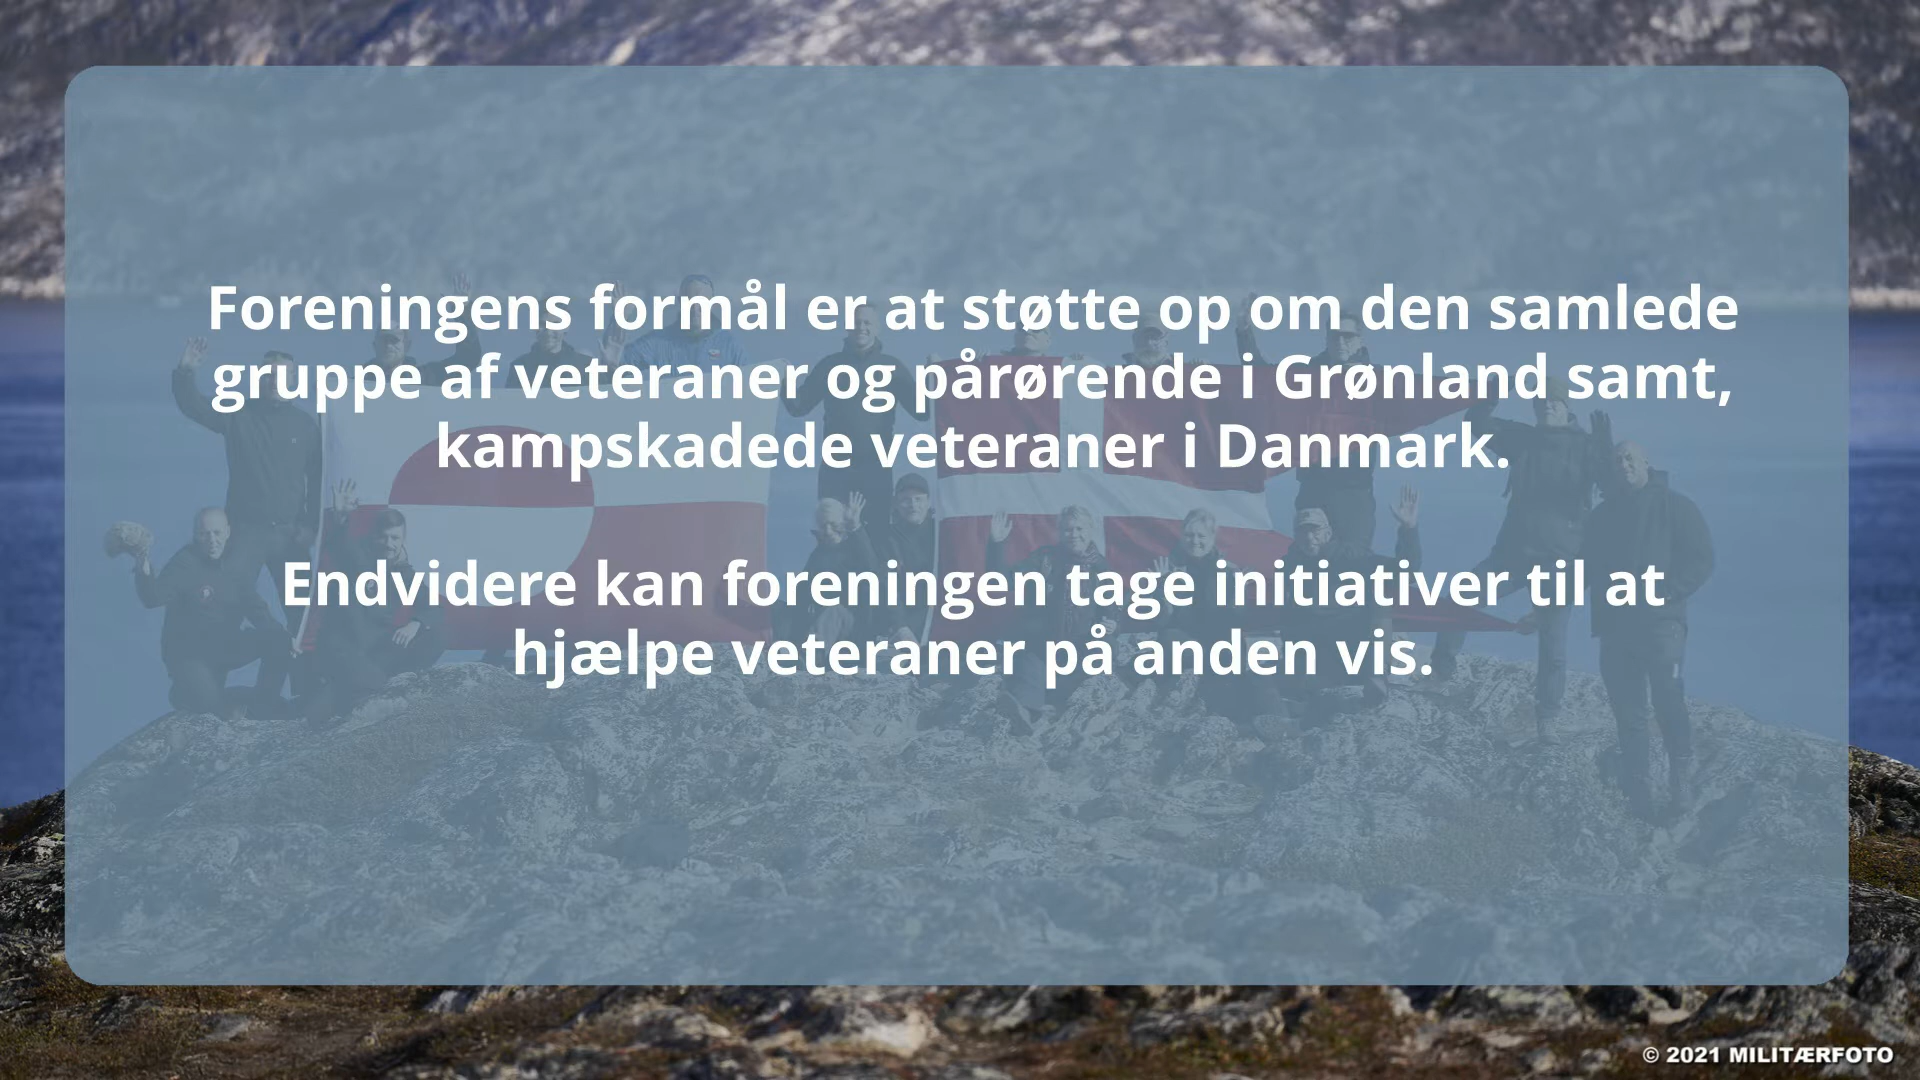 Foreningens formål er at støtte op om den samlede
gruppe af veteraner og pårørende i Grønland samt,
kampskadede veteraner i Danmark.
Endvidere kan foreningen tage initiativer til at
hjælpe veteraner på anden vis.
© 2021 MILITÆRFOTO